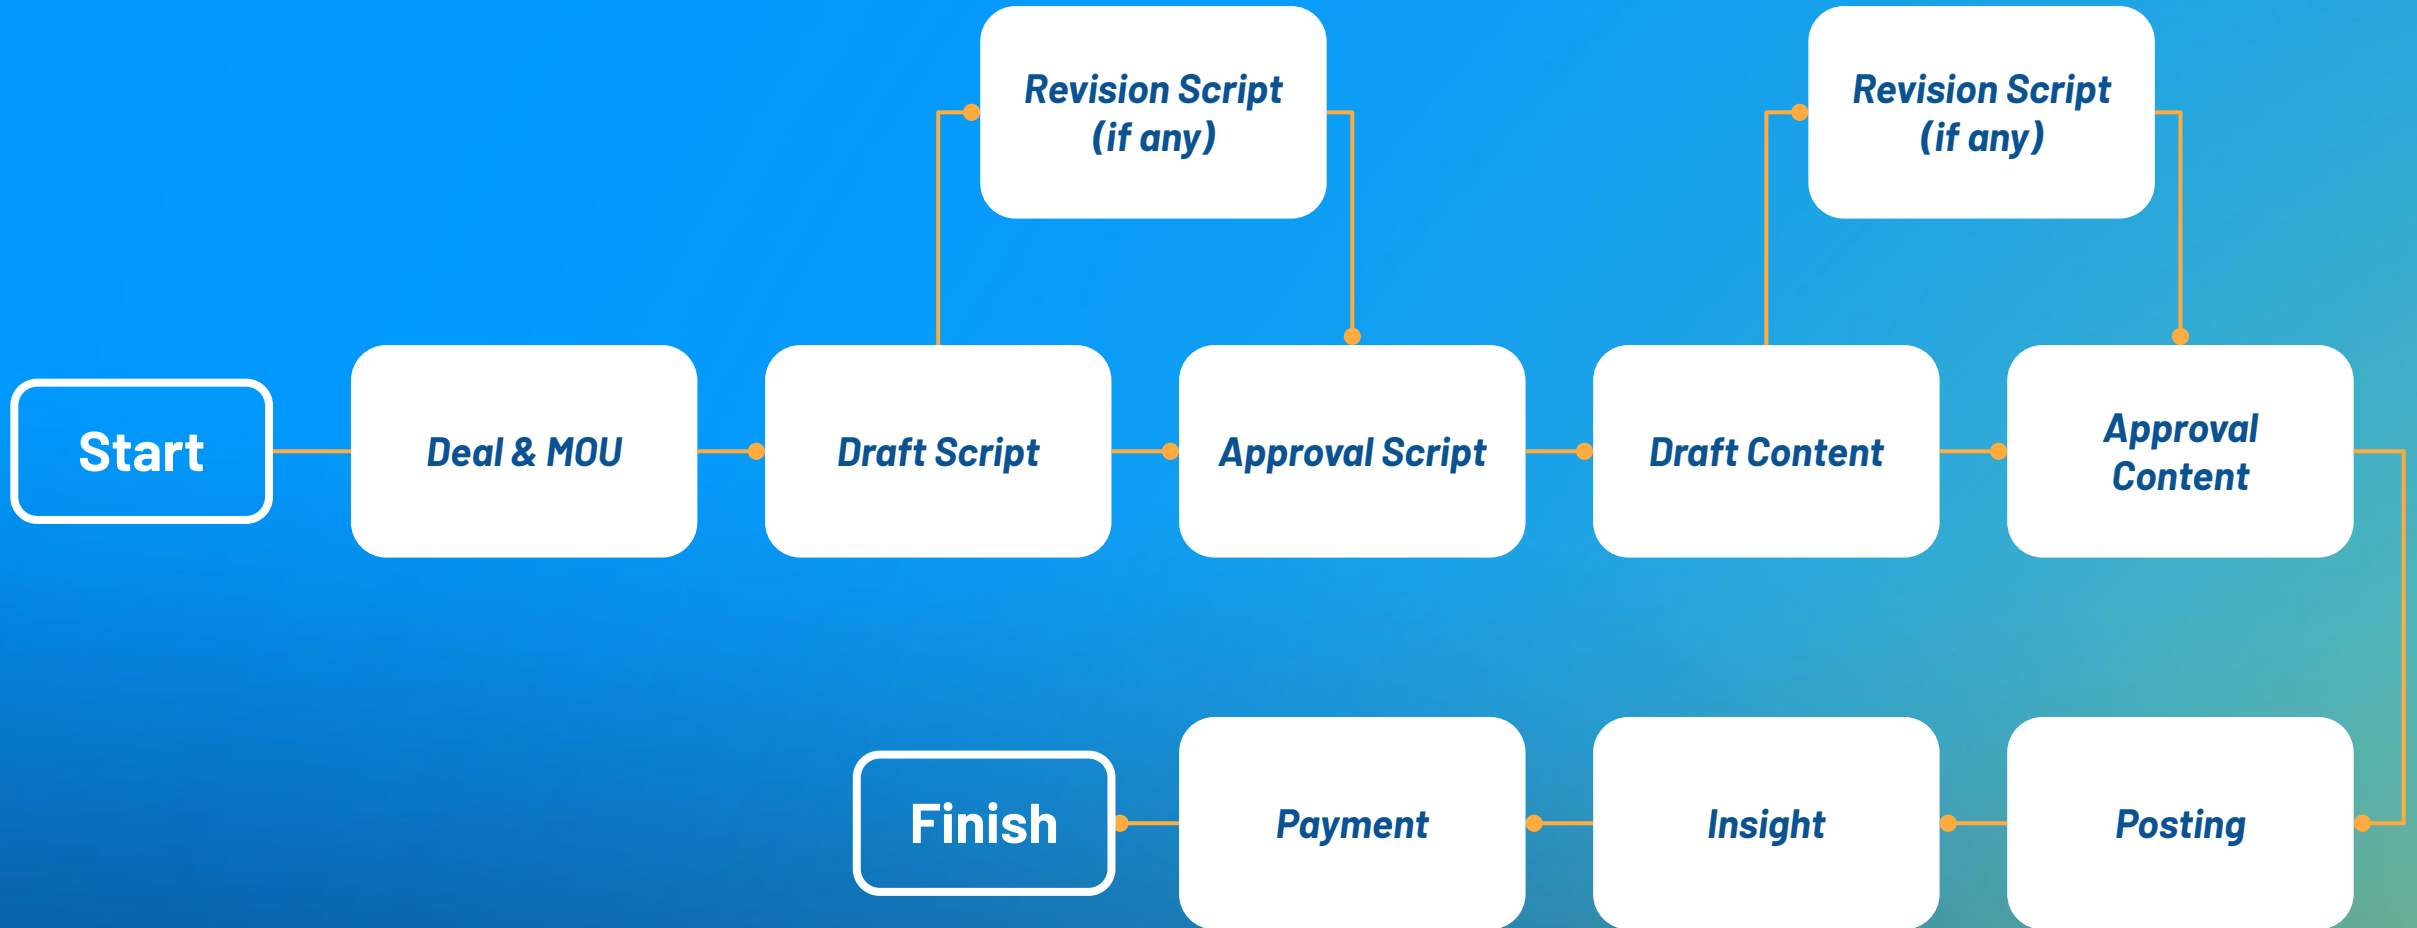 Revision Script
(if any)
Revision Script
(if any)
Start
Deal & MOU
Draft Script
Approval Script
Draft Content
Approval
Content
Finish
Payment
Insight
Posting